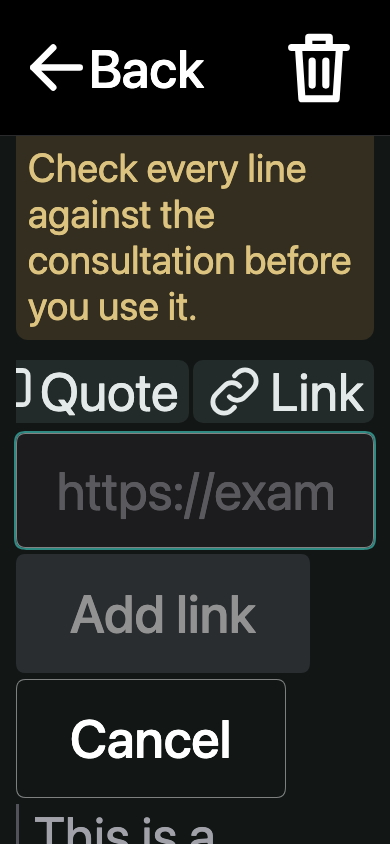 Back
Check every line
against the
consultation before
you use it.
Quote Link
https://exam
Add link
Cancel
This is a